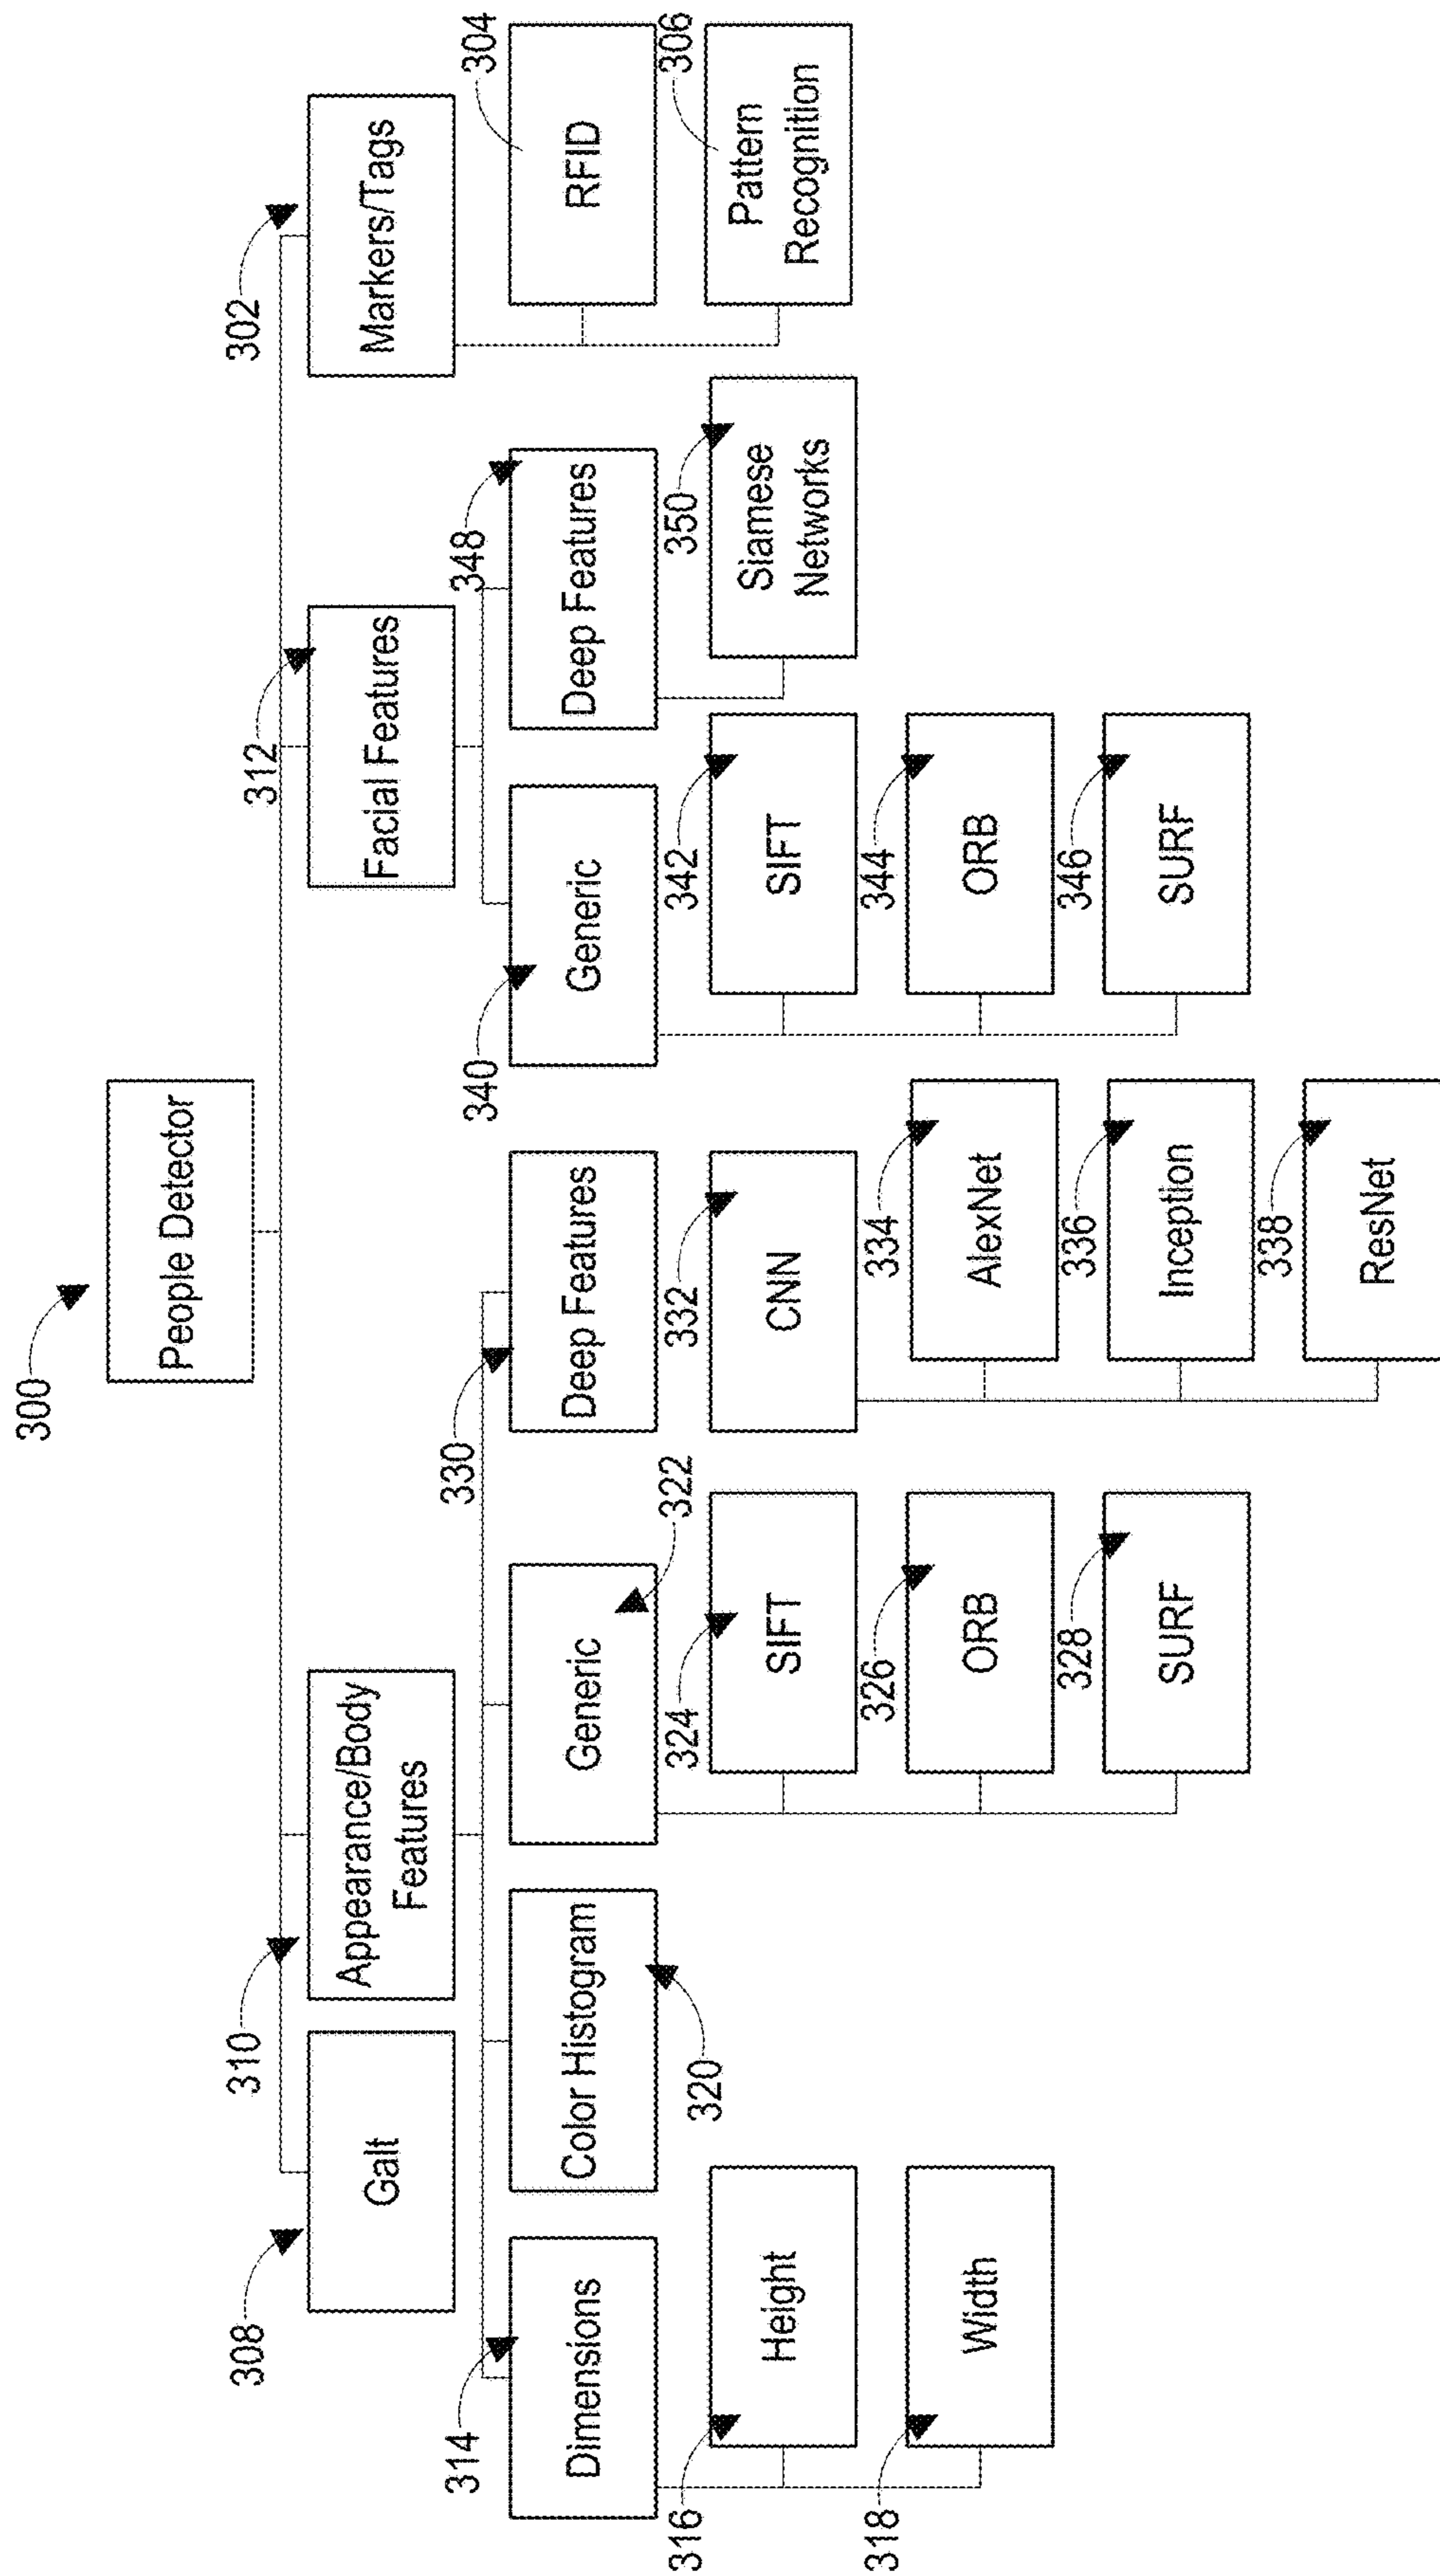 300
People Detector
308
Galt
310
Appearance/Body
Features
312
Facial Features
302
Markers/Tags
314
Dimensions
316
Height
318
Width
Color Histogram
320
Generic
322
324
SIFT
326
ORB
328
SURF
330
Deep Features
332
CNN
334
AlexNet
336
Inception
338
ResNet
340
Generic
342
SIFT
344
ORB
346
SURF
348
Deep Features
350
Siamese
Networks
304
RFID
306
Pattern
Recognition